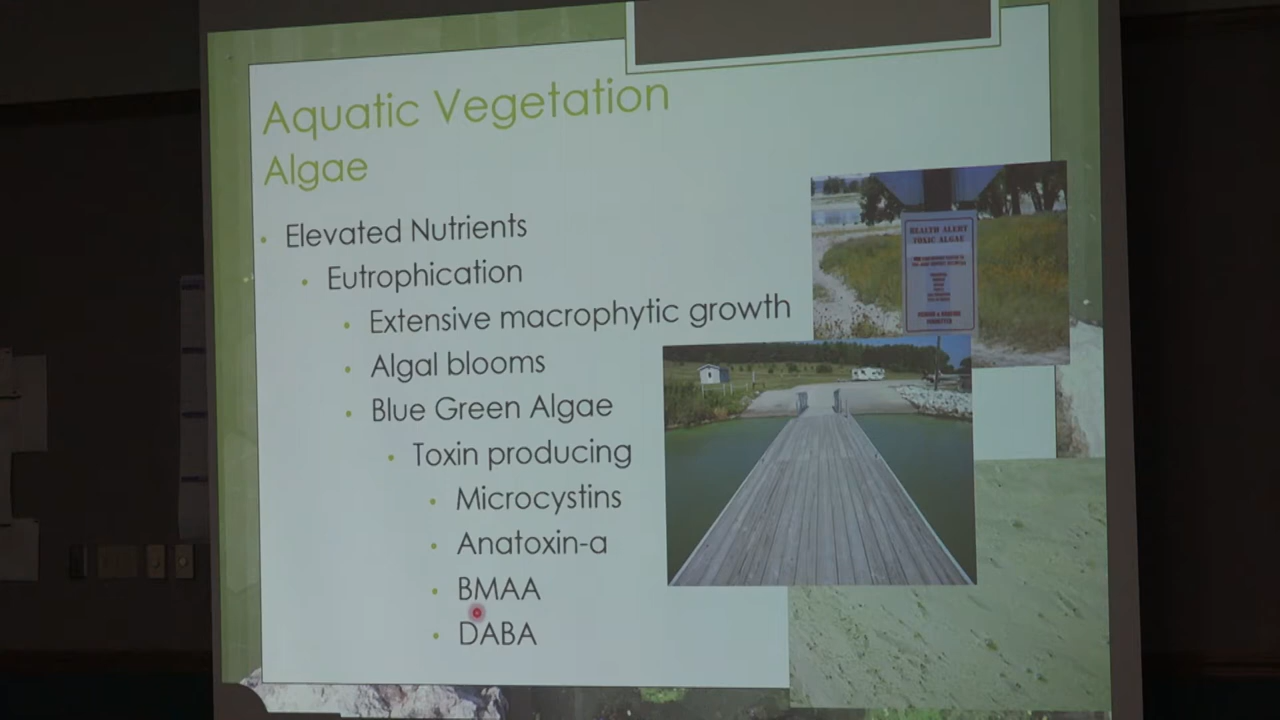 Aquatic Vegetation
Algae
Elevated Nutrients
Eutrophication
Extensive macrophytic growth
Algal blooms
Blue Green Algae
Toxin producing
Microcystins
Anatoxin-a
BMAA
DABA
HEALTH ALERT
TOXIC ALGAE